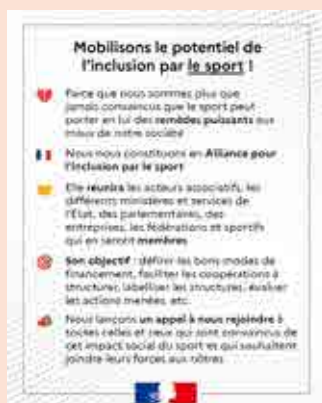 Mobilisons le potentiel de
l'inclusion par le sport !
Parce que nous sommes plus que
jamais convaincus que le sport peut
porter en lui des remèdes puissants aux
maux de notre société
Nous nous constituons en Alliance pour
l'inclusion par le sport
Elle réunira les acteurs associatifs, les
différents ministères et services de
l'État, des parlementaires, des
entreprises, les fédérations et sportifs
qui en seront membres
Son objectif : définir les bons modes de
financement, faciliter les coopérations à
structurer, labelliser les structures, évaluer
les actions menées, etc.
Nous lançons un appel à nous rejoindre à
toutes celles et ceux qui sont convaincus de
cet impact social du sport et qui souhaitent
joindre leurs forces aux nôtres